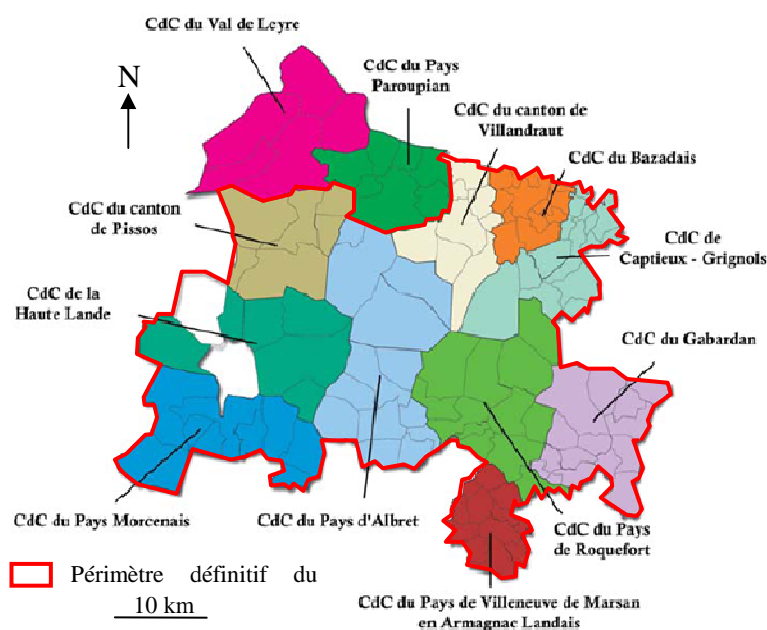 CdC du Val de Leyre
CdC du Pays
Paroupian
N
CdC du canton de
Villandraut
CdC du Bazadais
CdC du canton
de Pissos
CdC de
Captieux - Grignols
CdC de la
Haute Lande
CdC du Gabardan
CdC du Pays Morcenais
CdC du Pays d'Albret
CdC du Pays
de Roquefort
Périmètre définitif du
10 km
CdC du Pays de Villeneuve de Marsan
en Armagnac Landais